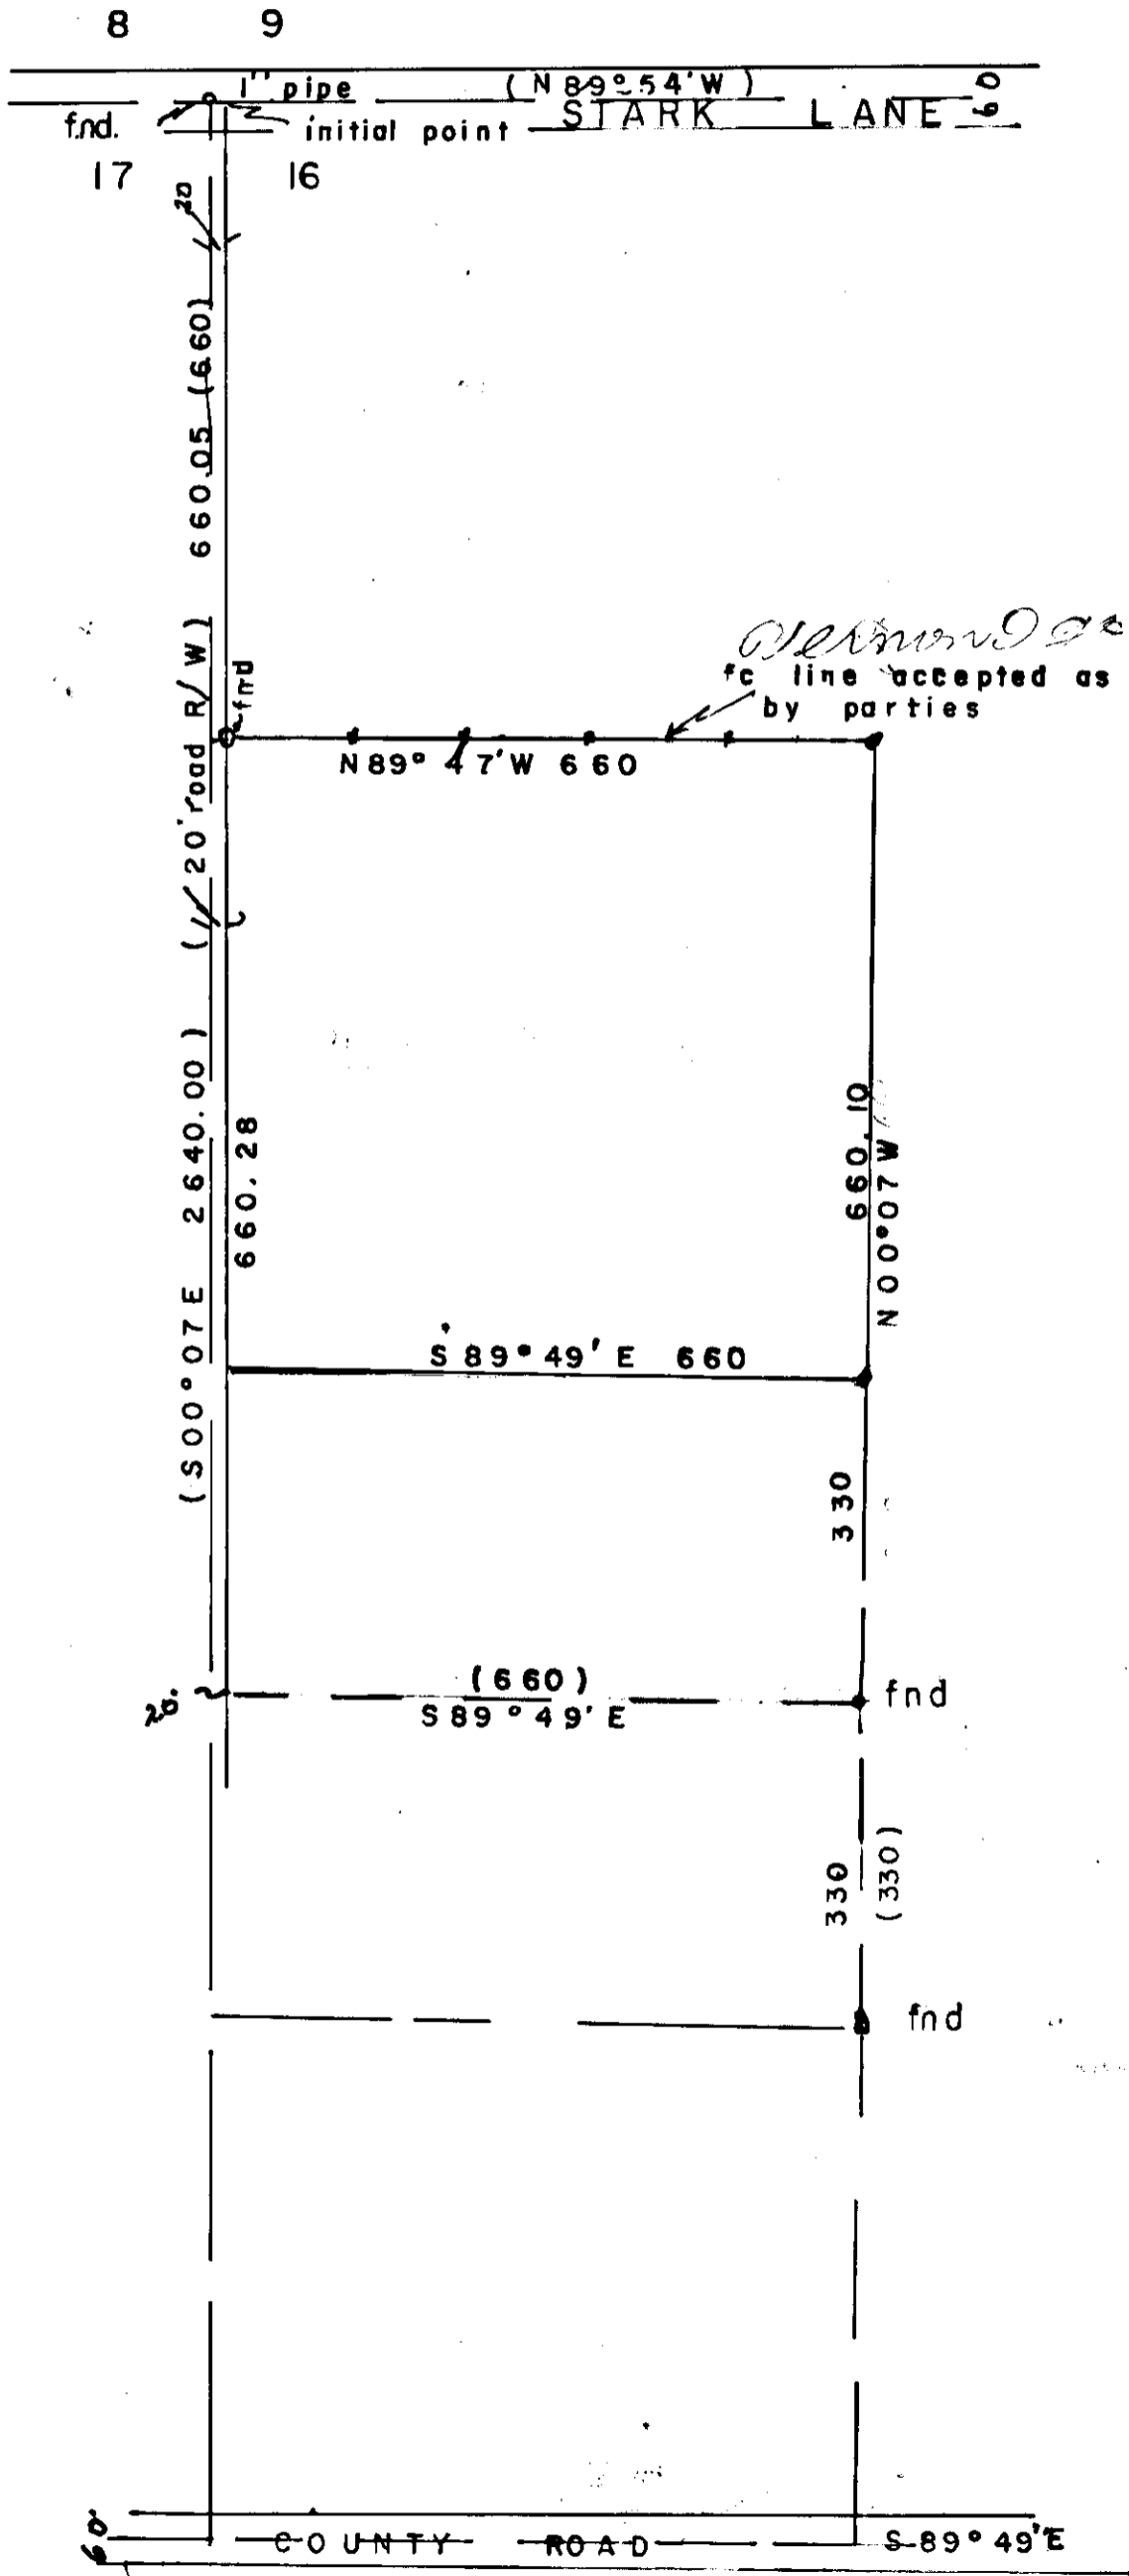 8 9
1" pipe (N 89° 54' W) 60
fnd. initial point STARK LANE
17 16
20
660.05 (660)
fc line accepted as
by parties
fnd
N 89° 47' W 660
(20' road R/W)
660.10
N 00° 07 W
660.28
(S 00° 07 E 2640.00)
S 89° 49' E 660
330
(660)
20. S 89° 49' E fnd
330
(330)
fnd
60' COUNTY ROAD S 89° 49' E